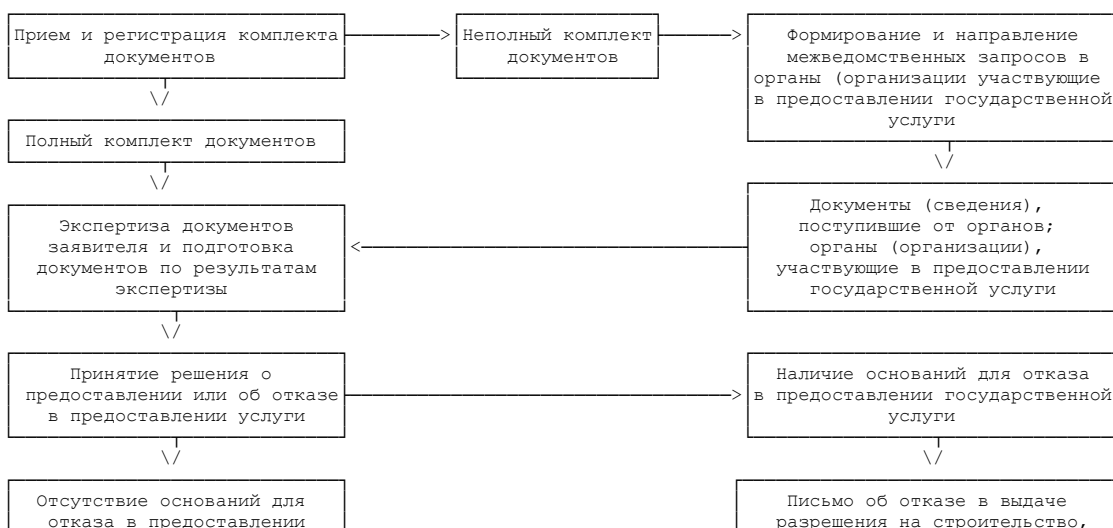 Прием и регистрация комплекта
документов
Неполный комплект
документов
Формирование и направление
межведомственных запросов в
органы (организации участвующие
в предоставлении государственной
услуги
Полный комплект документов
Документы (сведения),
поступившие от органов;
органы (организации),
участвующие в предоставлении
государственной услуги
Экспертиза документов
заявителя и подготовка
документов по результатам
экспертизы
Принятие решения о
предоставлении или об отказе
в предоставлении услуги
Наличие оснований для отказа
в предоставлении государственной
услуги
Отсутствие оснований для
отказа в предоставлении
Письмо об отказе в выдаче
разрешения на строительство,